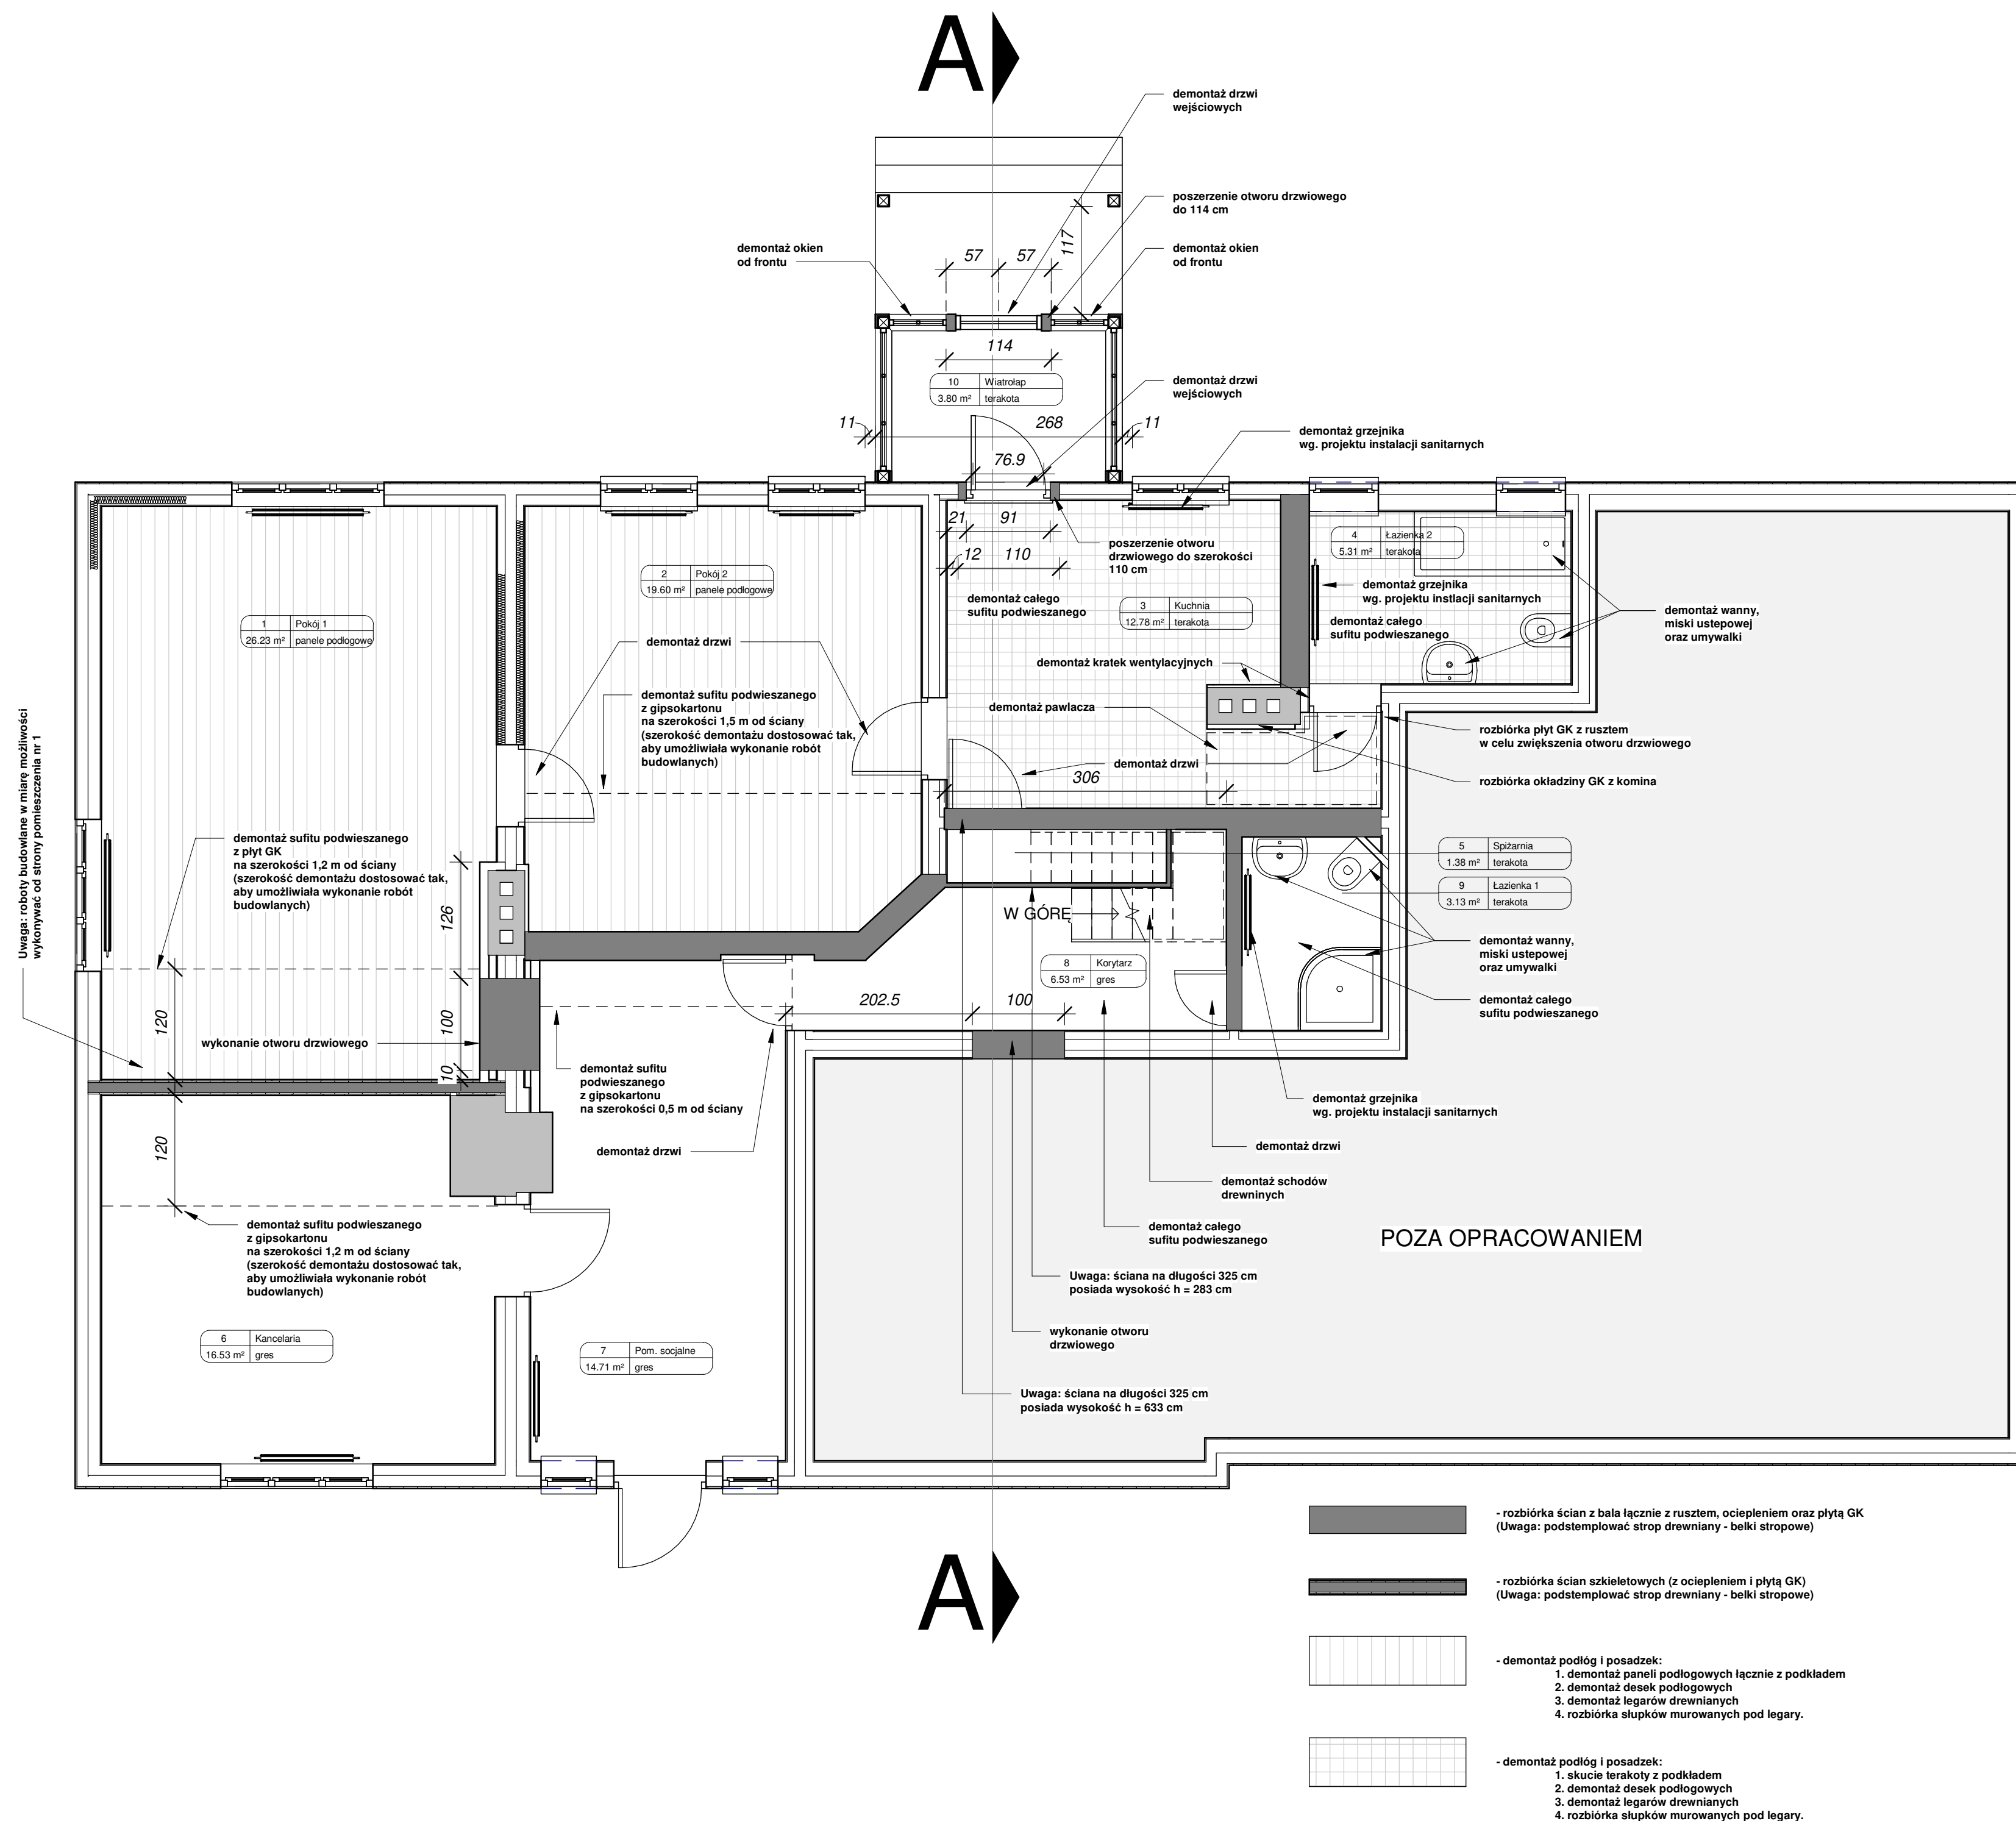 A
demontaż drzwi
wejściowych
poszerzenie otworu drzwiowego
do 114 cm
demontaż okien
od frontu
demontaż okien
od frontu
57
57
117
114
10
Wiatrołap
3.80 m²
terakota
demontaż drzwi
wejściowych
11
268
11
76.9
demontaż grzejnika
wg. projektu instalacji sanitarnych
21
91
12
110
poszerzenie otworu
drzwiowego do szerokości
110 cm
demontaż całego
sufitu podwieszanego
3
Kuchnia
12.78 m²
terakota
4
Łazienka 2
5.31 m²
terakota
demontaż grzejnika
wg. projektu instlacji sanitarnych
demontaż całego
sufitu podwieszanego
demontaż wanny,
miski ustepowej
oraz umywalki
1
Pokój 1
26.23 m²
panele podłogowe
2
Pokój 2
19.60 m²
panele podłogowe
demontaż drzwi
demontaż sufitu podwieszanego
z gipsokartonu
na szerokości 1,5 m od ściany
(szerokość demontażu dostosować tak,
aby umożliwiała wykonanie robót
budowlanych)
demontaż kratek wentylacyjnych
demontaż pawlacza
demontaż drzwi
306
rozbiórka płyt GK z rusztem
w celu zwiększenia otworu drzwiowego
rozbiórka okładziny GK z komina
Uwaga: roboty budowlane w miarę możliwości
wykonywać od strony pomieszczenia nr 1
demontaż sufitu podwieszanego
z płyt GK
na szerokości 1,2 m od ściany
(szerokość demontażu dostosować tak,
aby umożliwiała wykonanie robót
budowlanych)
126
100
10
120
120
wykonanie otworu drzwiowego
5
Spiżarnia
1.38 m²
terakota
9
Łazienka 1
3.13 m²
terakota
W GÓRĘ
8
Korytarz
6.53 m²
gres
202.5
100
demontaż wanny,
miski ustepowej
oraz umywalki
demontaż całego
sufitu podwieszanego
demontaż sufitu
podwieszanego
z gipsokartonu
na szerokości 0,5 m od ściany
demontaż drzwi
demontaż grzejnika
wg. projektu instalacji sanitarnych
demontaż drzwi
demontaż schodów
drewninych
demontaż całego
sufitu podwieszanego
POZA OPRACOWANIEM
demontaż sufitu podwieszanego
z gipsokartonu
na szerokości 1,2 m od ściany
(szerokość demontażu dostosować tak,
aby umożliwiała wykonanie robót
budowlanych)
Uwaga: ściana na długości 325 cm
posiada wysokość h = 283 cm
wykonanie otworu
drzwiowego
Uwaga: ściana na długości 325 cm
posiada wysokość h = 633 cm
6
Kancelaria
16.53 m²
gres
7
Pom. socjalne
14.71 m²
gres
A
- rozbiórka ścian z bala łącznie z rusztem, ociepleniem oraz płytą GK
(Uwaga: podstemplować strop drewniany - belki stropowe)
- rozbiórka ścian szkieletowych (z ociepleniem i płytą GK)
(Uwaga: podstemplować strop drewniany - belki stropowe)
- demontaż podłóg i posadzek:
1. demontaż paneli podłogowych łącznie z podkładem
2. demontaż desek podłogowych
3. demontaż legarów drewnianych
4. rozbiórka słupków murowanych pod legary.
- demontaż podłóg i posadzek:
1. skucie terakoty z podkładem
2. demontaż desek podłogowych
3. demontaż legarów drewnianych
4. rozbiórka słupków murowanych pod legary.